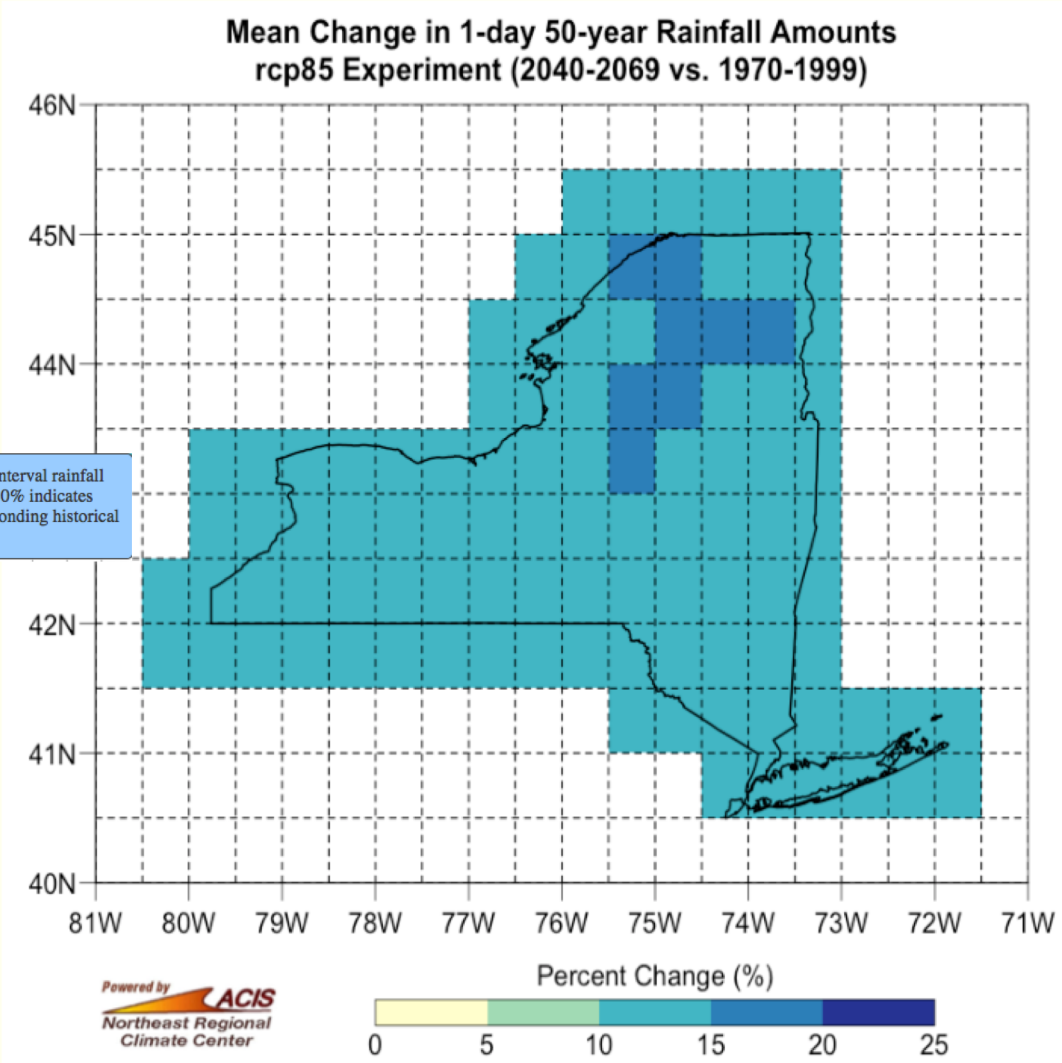 Mean Change in 1-day 50-year Rainfall Amounts
rcp85 Experiment (2040-2069 vs. 1970-1999)
46N
45N
44N
nterval rainfall
0% indicates
onding historical
42N
41N
40N
81W 80W 79W 78W 77W 76W 75W 74W 73W 72W 71W
Percent Change (%)
0 5 10 15 20 25
Powered by ACIS
Northeast Regional
Climate Center